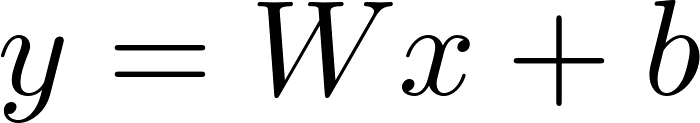 y = Wx + b